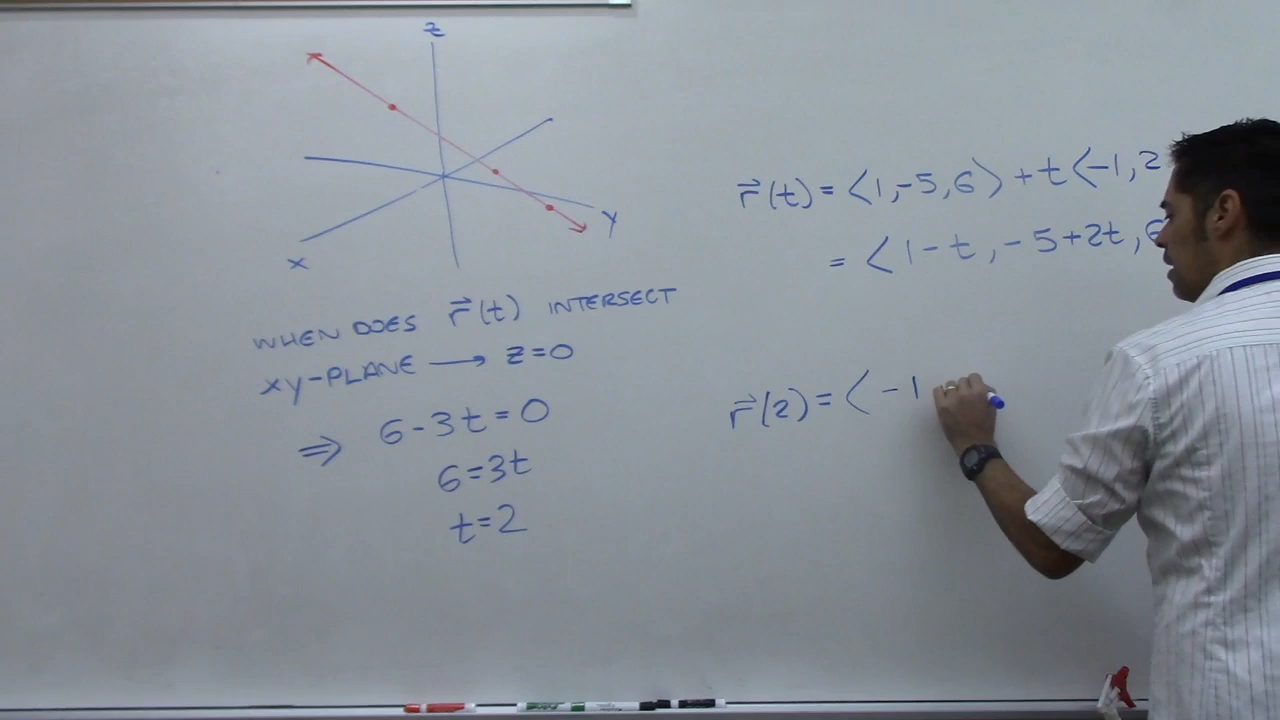 z
y
x
WHEN DOES r⃗(t) INTERSECT
xy-PLANE ⟶ z=0
⇒ 6-3t=0
6=3t
t=2
r⃗(t) = ⟨1,-5,6⟩ + t⟨-1,2
= ⟨1-t, -5+2t, 6
r⃗(2) = ⟨ -1